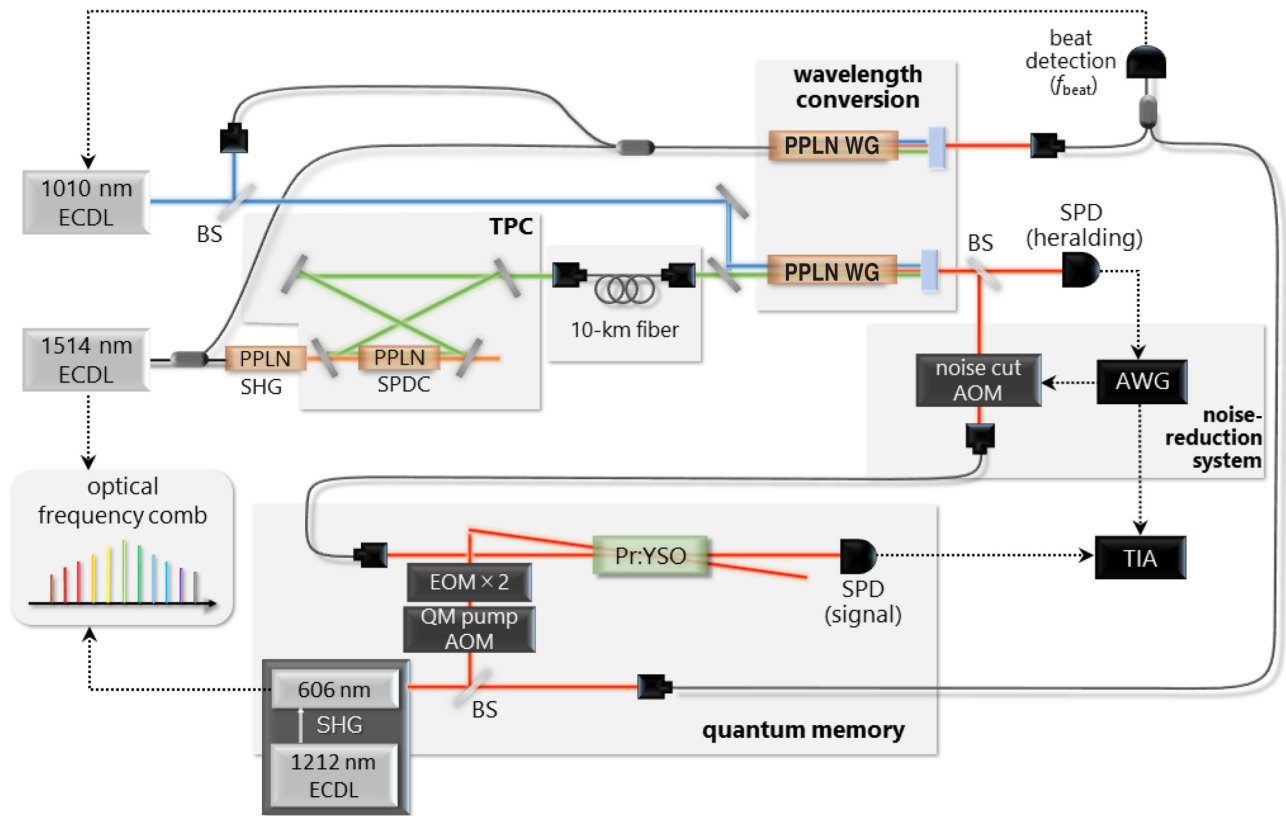 beat
detection
(fbeat)
wavelength
conversion
PPLN WG
1010 nm
ECDL
BS
TPC
SPD
(heralding)
BS
PPLN WG
10-km fiber
1514 nm
ECDL
PPLN
SHG
PPLN
SPDC
noise cut
AOM
AWG
noise-
reduction
system
optical
frequency comb
Pr:YSO
TIA
EOM × 2
SPD
(signal)
QM pump
AOM
606 nm
BS
SHG
quantum memory
1212 nm
ECDL